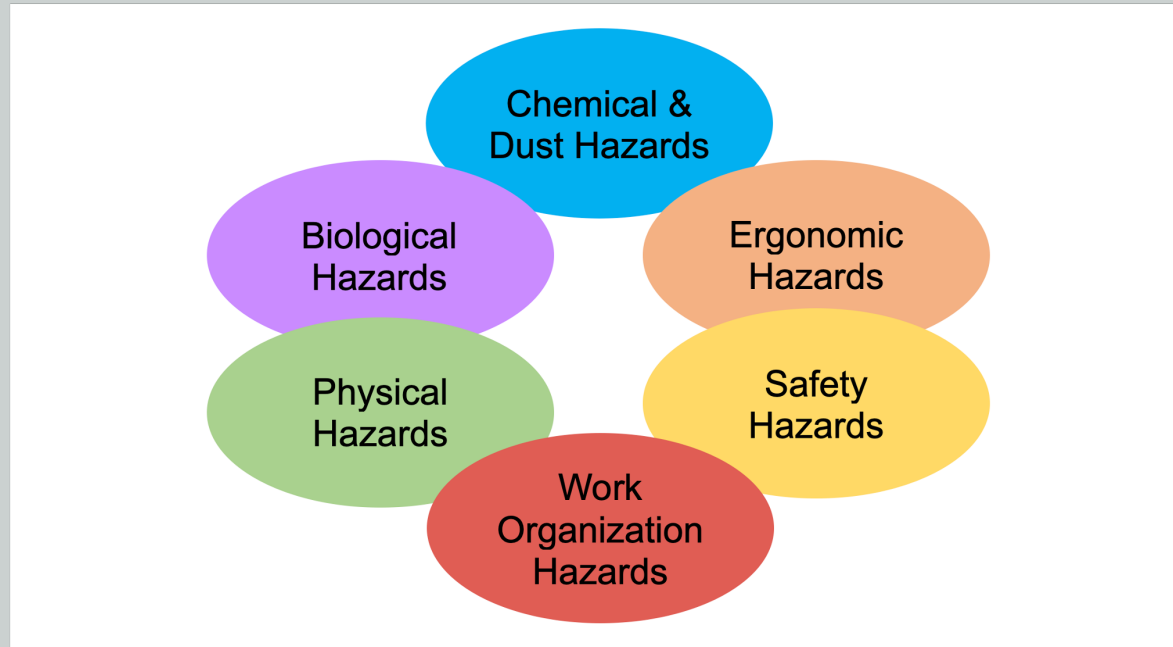 Chemical &
Dust Hazards
Biological
Hazards
Ergonomic
Hazards
Physical
Hazards
Safety
Hazards
Work
Organization
Hazards